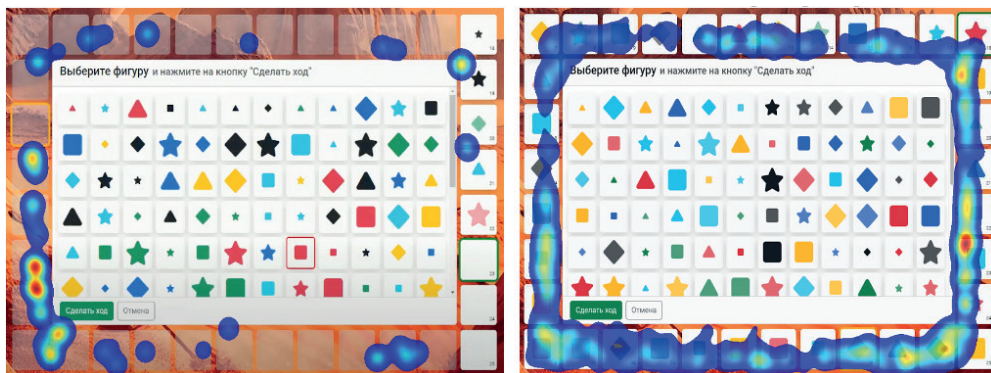 Выберите фигуру и нажмите на кнопку "Сделать ход"
Сделать ход
Отмена
Выберите фигуру и нажмите на кнопку "Сделать ход"
Сделать ход
Отмена